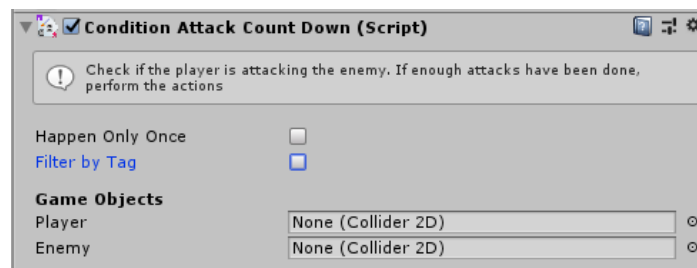 Condition Attack Count Down (Script)
Check if the player is attacking the enemy. If enough attacks have been done,
perform the actions
Happen Only Once
Filter by Tag
Game Objects
Player None (Collider 2D)
Enemy None (Collider 2D)